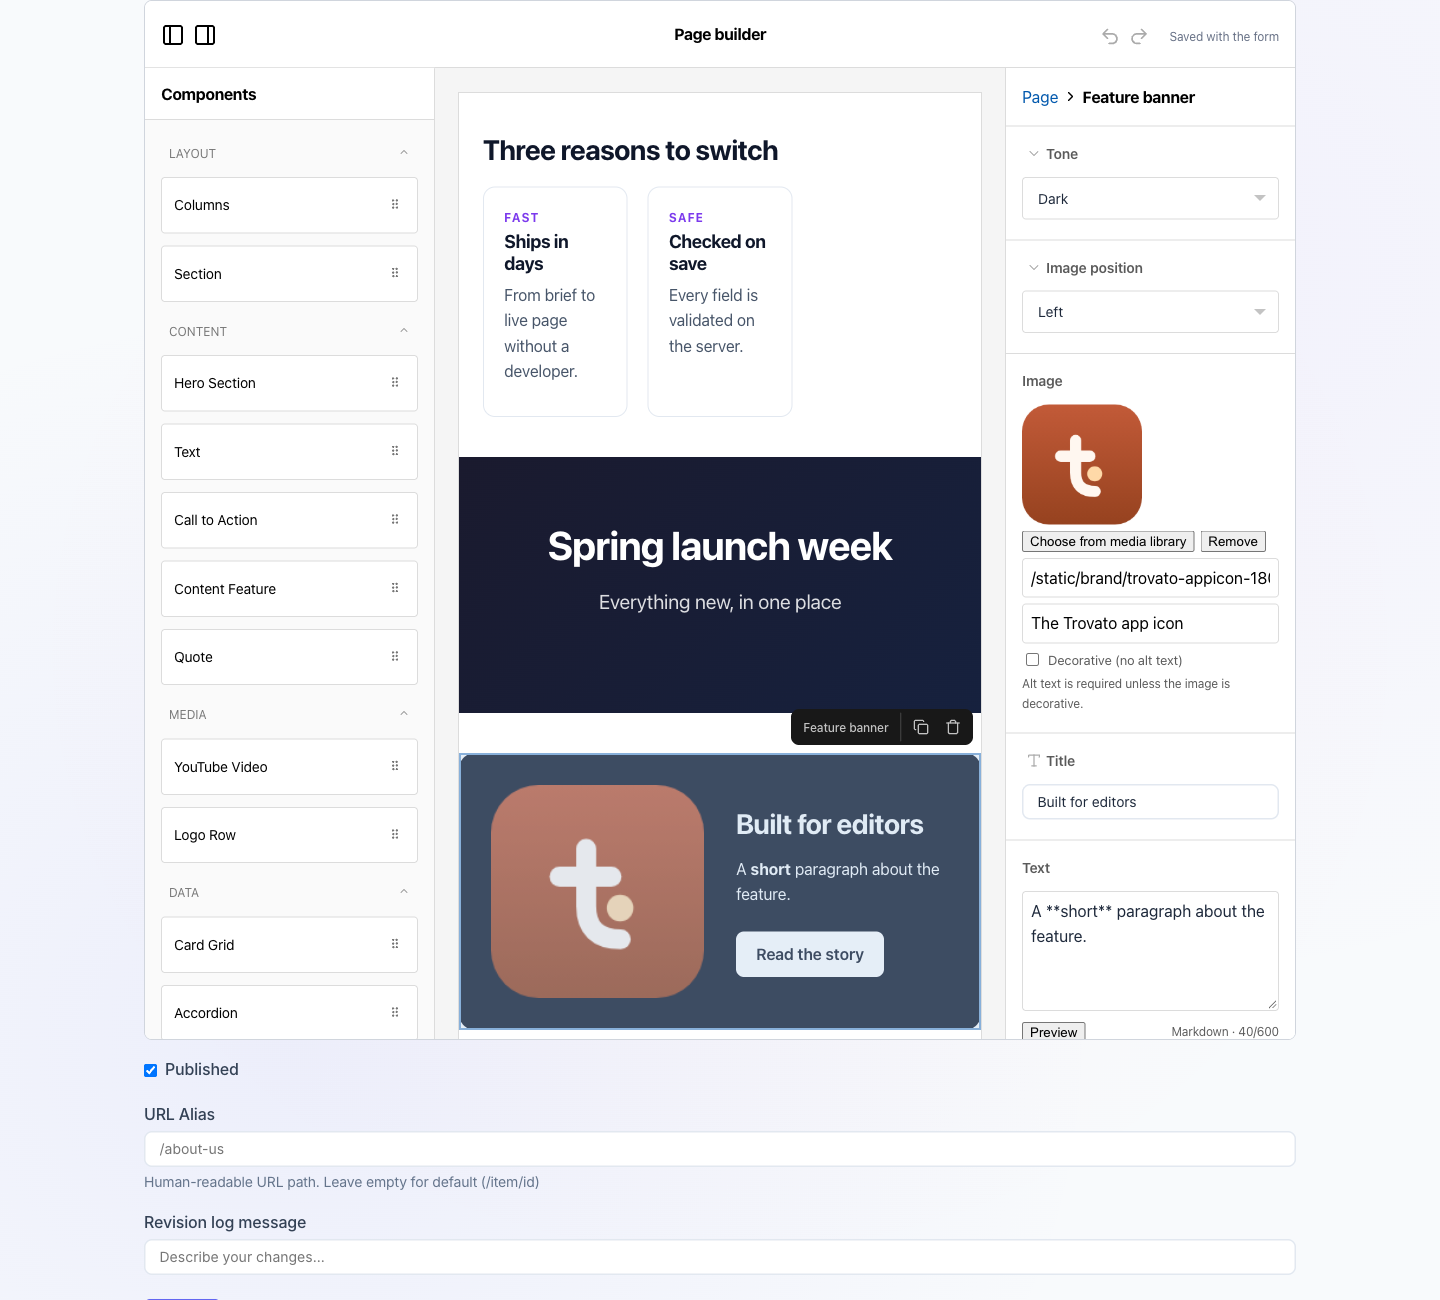 Page builder
Saved with the form
Components
LAYOUT
Columns
Section
CONTENT
Hero Section
Text
Call to Action
Content Feature
Quote
MEDIA
YouTube Video
Logo Row
DATA
Card Grid
Accordion
Three reasons to switch
FAST
Ships in
days
From brief to
live page
without a
developer.
SAFE
Checked on
save
Every field is
validated on
the server.
Spring launch week
Everything new, in one place
Feature banner
t
Built for editors
A short paragraph about the
feature.
Read the story
Page > Feature banner
Tone
Dark
Image position
Left
Image
t
Choose from media library
Remove
/static/brand/trovato-appicon-18
The Trovato app icon
Decorative (no alt text)
Alt text is required unless the image is
decorative.
Title
Built for editors
Text
A **short** paragraph about the
feature.
Preview
Markdown · 40/600
Published
URL Alias
/about-us
Human-readable URL path. Leave empty for default (/item/id)
Revision log message
Describe your changes...